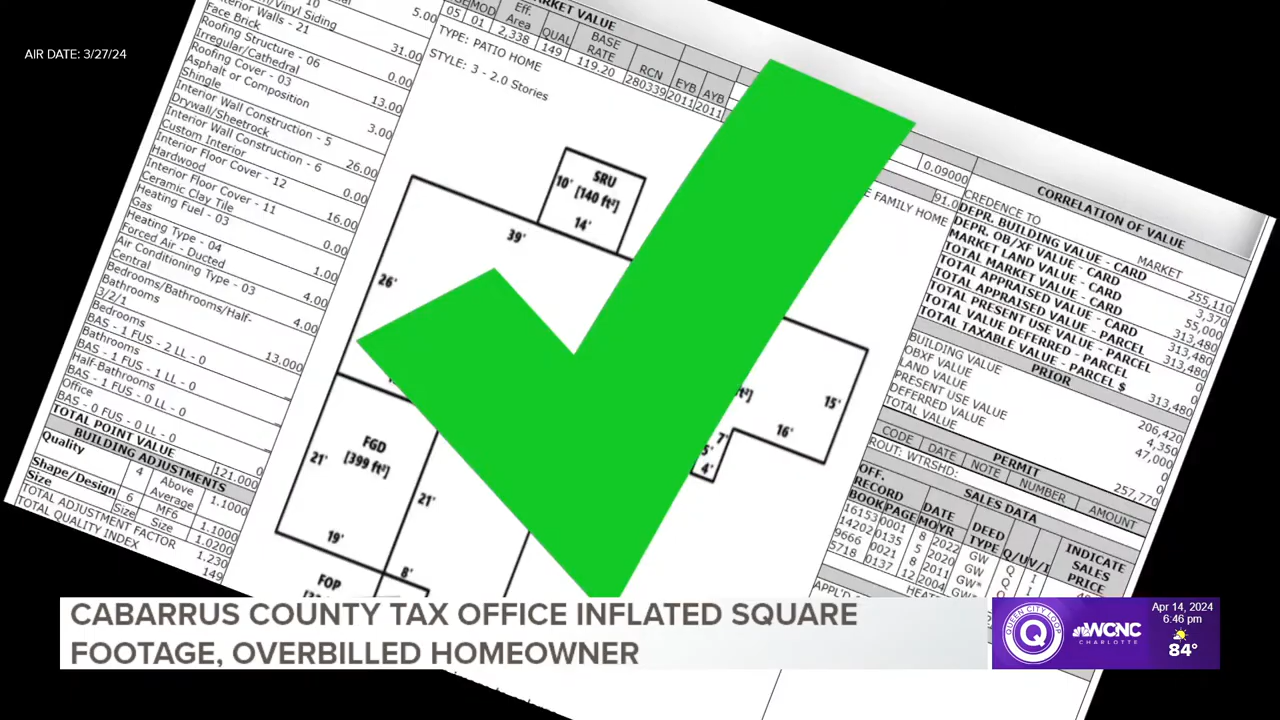 AIR DATE: 3/27/24
/Vinyl Siding
5.00
Exterior Walls - 21
Face Brick
31.00
Roofing Structure - 06
Irregular/Cathedral
0.00
Roofing Cover - 03
Asphalt or Composition
Shingle
13.00
Interior Wall Construction - 5
Drywall/Sheetrock
3.00
Interior Wall Construction - 6
Custom Interior
26.00
Interior Floor Cover - 12
Hardwood
0.00
Interior Floor Cover - 11
Ceramic Clay Tile
16.00
Heating Fuel - 03
Gas
0.00
Heating Type - 04
Forced Air - Ducted
1.00
Air Conditioning Type - 03
Central
4.00
Bedrooms/Bathrooms/Half-
Bathrooms
3/2/1
4.00
Bedrooms
BAS - 1 FUS - 2 LL - 0
13.000
Bathrooms
BAS - 1 FUS - 1 LL - 0
Half-Bathrooms
BAS - 1 FUS - 0 LL - 0
Office
BAS - 0 FUS - 0 LL - 0
0
TOTAL POINT VALUE
121.000
BUILDING ADJUSTMENTS
Quality 4 Above Average 1.1000
Shape/Design 6 MF6 1.1000
Size Size Size 1.0200
TOTAL ADJUSTMENT FACTOR 1.230
TOTAL QUALITY INDEX 149
MARKET VALUE
MOD Eff. Area QUAL BASE RATE RCN EYB AYB
05 01 2,338 149 119.20 280339 2011 2011
TYPE: PATIO HOME
STYLE: 3 - 2.0 Stories
SRU
10' [140 ft²]
14'
39'
26'
15'
16'
7'
5'
4'
FGD
[399 ft²]
21'
21'
19'
8'
FOP
0.09000
91.0
E FAMILY HOME
CORRELATION OF VALUE
CREDENCE TO MARKET
DEPR. BUILDING VALUE - CARD 255,110
DEPR. OB/XF VALUE - CARD 3,370
MARKET LAND VALUE - CARD 55,000
TOTAL MARKET VALUE - CARD 313,480
TOTAL APPRAISED VALUE - CARD 313,480
TOTAL APPRAISED VALUE - PARCEL 313,480
TOTAL PRESENT USE VALUE - PARCEL 0
TOTAL VALUE DEFERRED - PARCEL 0
TOTAL TAXABLE VALUE - PARCEL $ 313,480
PRIOR
BUILDING VALUE 206,420
OBXF VALUE 4,350
LAND VALUE 47,000
PRESENT USE VALUE 0
DEFERRED VALUE 0
TOTAL VALUE 257,770
PERMIT
CODE DATE NOTE NUMBER AMOUNT
ROUT: WTRSHD:
SALES DATA
OFF. RECORD DATE DEED TYPE Q/U V/I INDICATE SALES PRICE
BOOK PAGE MO YR
16153 0001 8 2022 GW Q I
14202 0135 5 2020 GW Q I
9666 0021 8 2011 GW*
5718 0137 12 2004 GW*
CABARRUS COUNTY TAX OFFICE INFLATED SQUARE
FOOTAGE, OVERBILLED HOMEOWNER
QUEEN CITY LOOP
Q
WCNC
CHARLOTTE
Apr 14, 2024
6:46 pm
84°